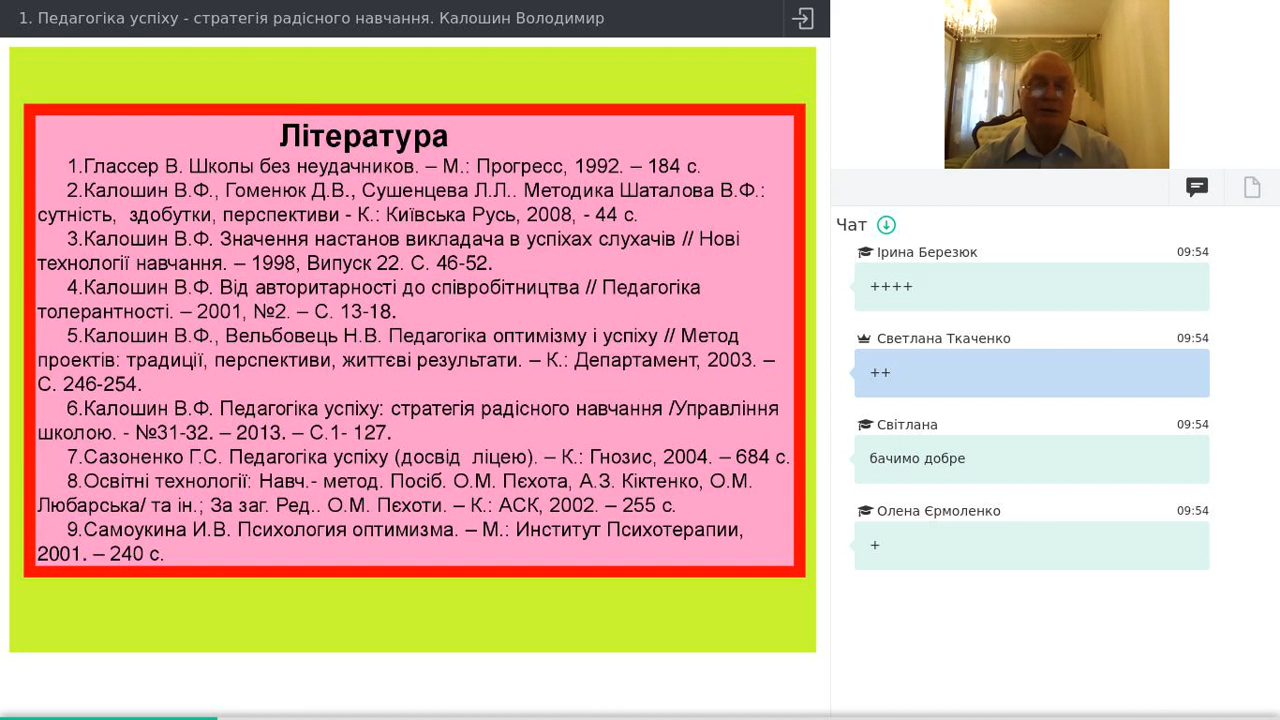 1. Педагогіка успіху - стратегія радісного навчання. Калошин Володимир
Література
1.Глассер В. Школы без неудачников. – М.: Прогресс, 1992. – 184 с.
2.Калошин В.Ф., Гоменюк Д.В., Сушенцева Л.Л.. Методика Шаталова В.Ф.:
сутність, здобутки, перспективи - К.: Київська Русь, 2008, - 44 с.
3.Калошин В.Ф. Значення настанов викладача в успіхах слухачів // Нові
технології навчання. – 1998, Випуск 22. С. 46-52.
4.Калошин В.Ф. Від авторитарності до співробітництва // Педагогіка
толерантності. – 2001, №2. – С. 13-18.
5.Калошин В.Ф., Вельбовець Н.В. Педагогіка оптимізму і успіху // Метод
проектів: традиції, перспективи, життєві результати. – К.: Департамент, 2003. –
С. 246-254.
6.Калошин В.Ф. Педагогіка успіху: стратегія радісного навчання /Управління
школою. - №31-32. – 2013. – С.1- 127.
7.Сазоненко Г.С. Педагогіка успіху (досвід ліцею). – К.: Гнозис, 2004. – 684 с.
8.Освітні технології: Навч.- метод. Посіб. О.М. Пєхота, А.З. Кіктенко, О.М.
Любарська/ та ін.; За заг. Ред.. О.М. Пєхоти. – К.: АСК, 2002. – 255 с.
9.Самоукина И.В. Психология оптимизма. – М.: Институт Психотерапии,
2001. – 240 с.
Чат
Ірина Березюк 09:54
++++
Светлана Ткаченко 09:54
++
Світлана 09:54
бачимо добре
Олена Єрмоленко 09:54
+